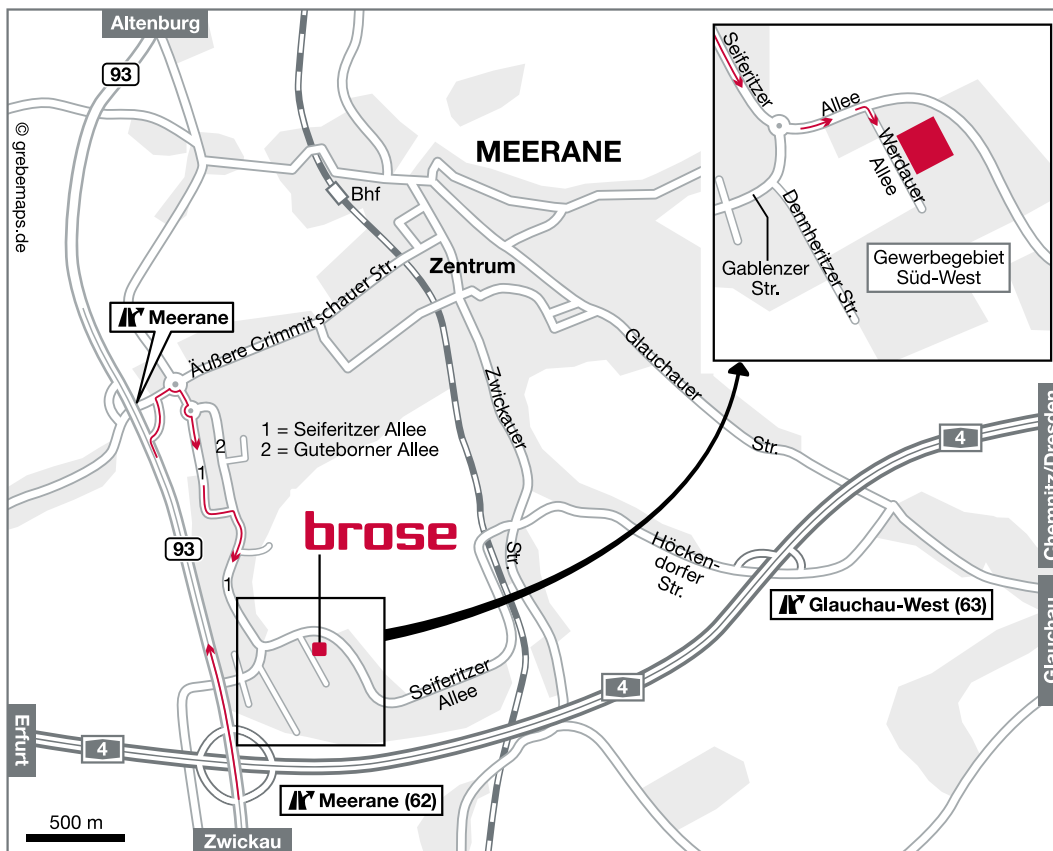 Altenburg
93
© grebemaps.de
MEERANE
Bhf
Zentrum
Meerane
Äußere Crimmitschauer Str.
1 = Seiferitzer Allee
2 = Guteborner Allee
2
1
93
1
brose
Zwickauer
Str.
Glauchauer
Str.
Höcken-
dorfer
Str.
Seiferitzer
Allee
Glauchau-West (63)
Meerane (62)
4
4
4
Erfurt
Zwickau
Chemnitz/Dresden
Glauchau
500 m
Seiferitzer
Allee
Werdauer
Allee
Dennheritzer Str.
Gablenzer
Str.
Gewerbegebiet
Süd-West